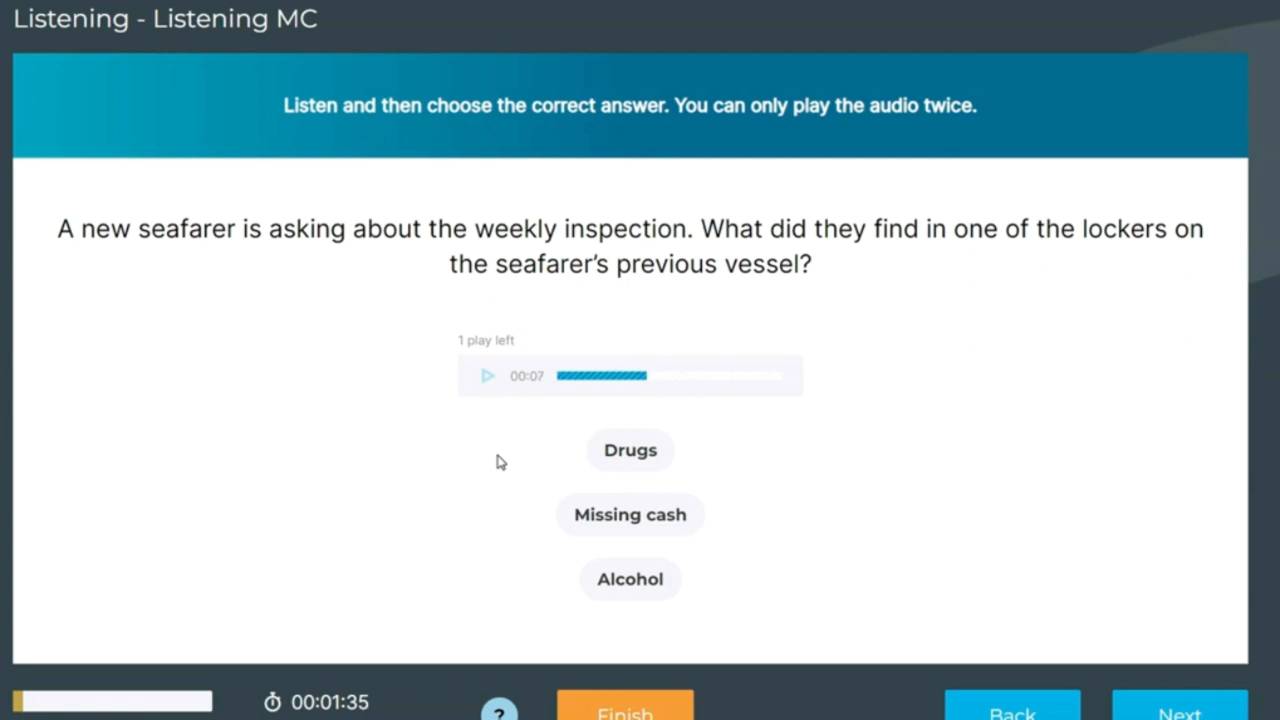 Listening - Listening MC
Listen and then choose the correct answer. You can only play the audio twice.
A new seafarer is asking about the weekly inspection. What did they find in one of the lockers on
the seafarer's previous vessel?
1 play left
00:07
Drugs
Missing cash
Alcohol
00:01:35
?
Finish
Back
Next